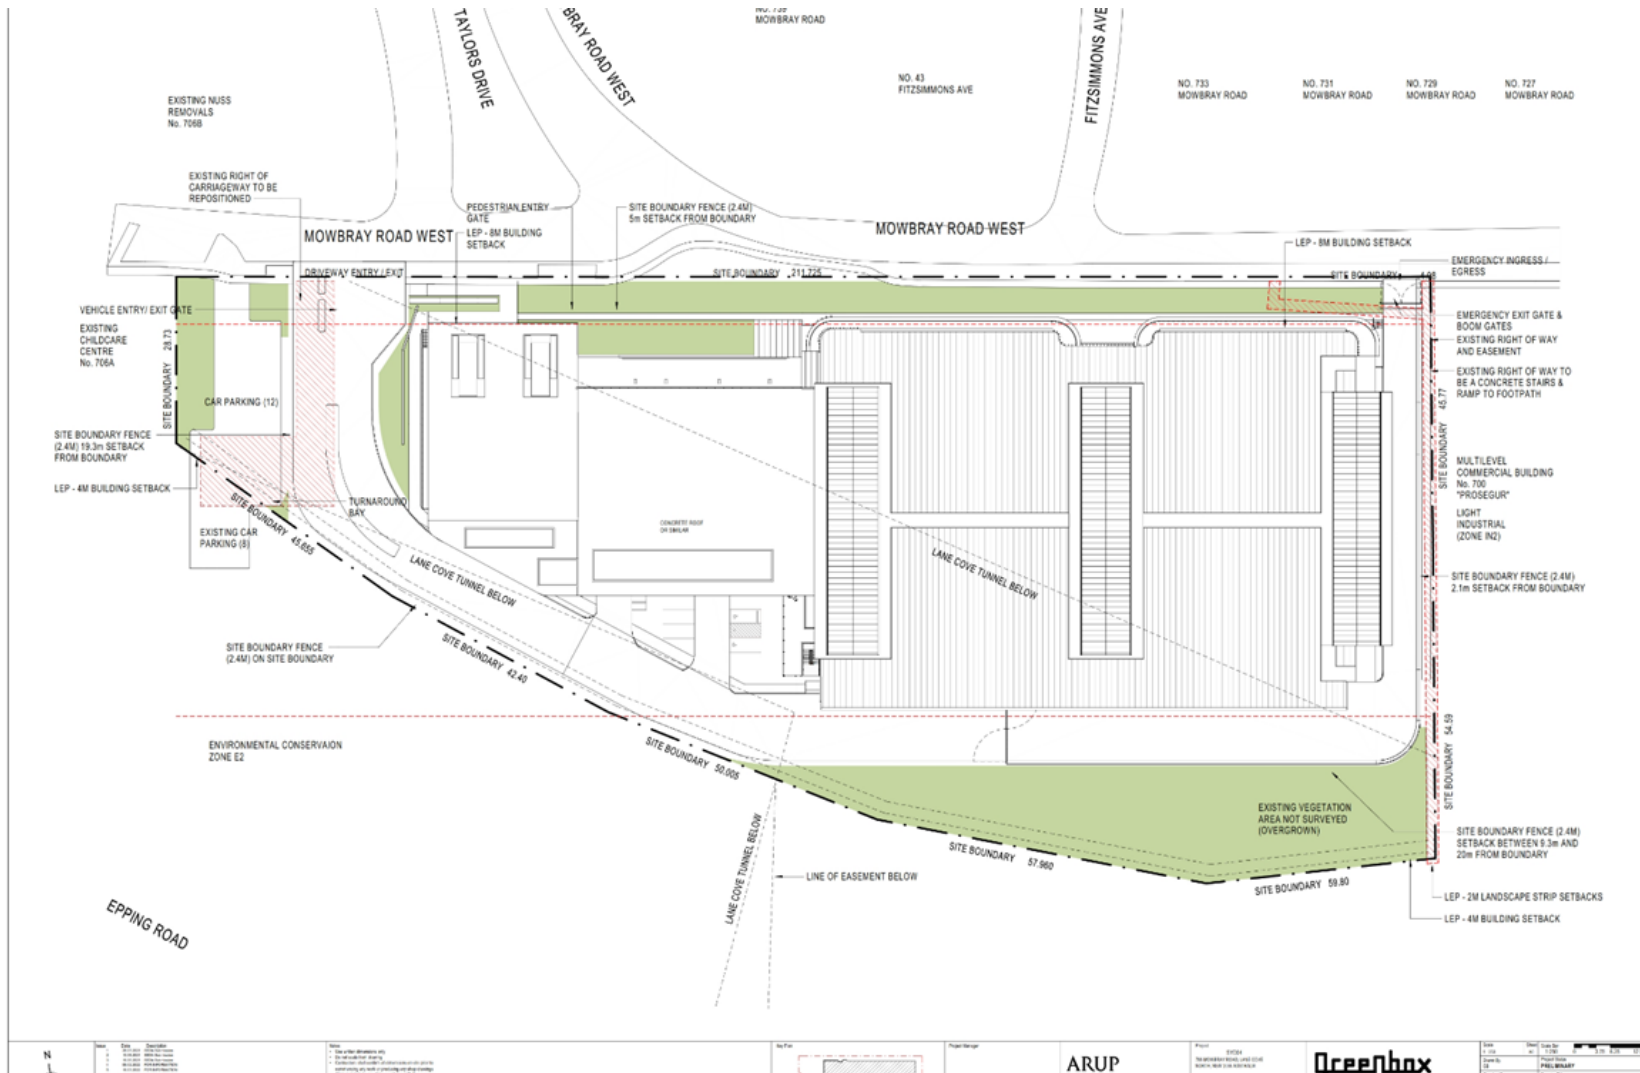 MOWBRAY ROAD
TAYLORS DRIVE
BRAY ROAD WEST
FITZSIMMONS AVE
NO. 43
FITZSIMMONS AVE
NO. 733
MOWBRAY ROAD
NO. 731
MOWBRAY ROAD
NO. 729
MOWBRAY ROAD
NO. 727
MOWBRAY ROAD
EXISTING NUSS
REMOVALS
No. 706B
EXISTING RIGHT OF
CARRIAGEWAY TO BE
REPOSITIONED
PEDESTRIAN ENTRY
GATE
LEP - 8M BUILDING
SETBACK
SITE BOUNDARY FENCE (2.4M)
5m SETBACK FROM BOUNDARY
MOWBRAY ROAD WEST
MOWBRAY ROAD WEST
LEP - 8M BUILDING SETBACK
EMERGENCY INGRESS /
EGRESS
DRIVEWAY ENTRY / EXIT
SITE BOUNDARY 211.725
SITE BOUNDARY 4.98
VEHICLE ENTRY/ EXIT GATE
EXISTING
CHILDCARE
CENTRE
No. 706A
SITE BOUNDARY 28.73
EMERGENCY EXIT GATE &
BOOM GATES
EXISTING RIGHT OF WAY
AND EASEMENT
EXISTING RIGHT OF WAY TO
BE A CONCRETE STAIRS &
RAMP TO FOOTPATH
CAR PARKING (12)
SITE BOUNDARY 45.77
SITE BOUNDARY FENCE
(2.4M) 19.3m SETBACK
FROM BOUNDARY
MULTILEVEL
COMMERCIAL BUILDING
No. 700
"PROSEGUR"
LEP - 4M BUILDING SETBACK
TURNAROUND
BAY
SITE BOUNDARY 45.655
LIGHT
INDUSTRIAL
(ZONE IN2)
EXISTING CAR
PARKING (8)
CONCRETE ROOF
OR SIMILAR
LANE COVE TUNNEL BELOW
LANE COVE TUNNEL BELOW
SITE BOUNDARY FENCE (2.4M)
2.1m SETBACK FROM BOUNDARY
SITE BOUNDARY FENCE
(2.4M) ON SITE BOUNDARY
SITE BOUNDARY 42.40
ENVIRONMENTAL CONSERVAION
ZONE E2
SITE BOUNDARY 50.005
SITE BOUNDARY 54.59
EXISTING VEGETATION
AREA NOT SURVEYED
(OVERGROWN)
SITE BOUNDARY FENCE (2.4M)
SETBACK BETWEEN 9.3m AND
20m FROM BOUNDARY
LANE COVE TUNNEL BELOW
SITE BOUNDARY 57.960
LINE OF EASEMENT BELOW
SITE BOUNDARY 59.80
LEP - 2M LANDSCAPE STRIP SETBACKS
LEP - 4M BUILDING SETBACK
EPPING ROAD
N
Key Plan
Project Manager
ARUP
Project
Greenbox
PRELIMINARY